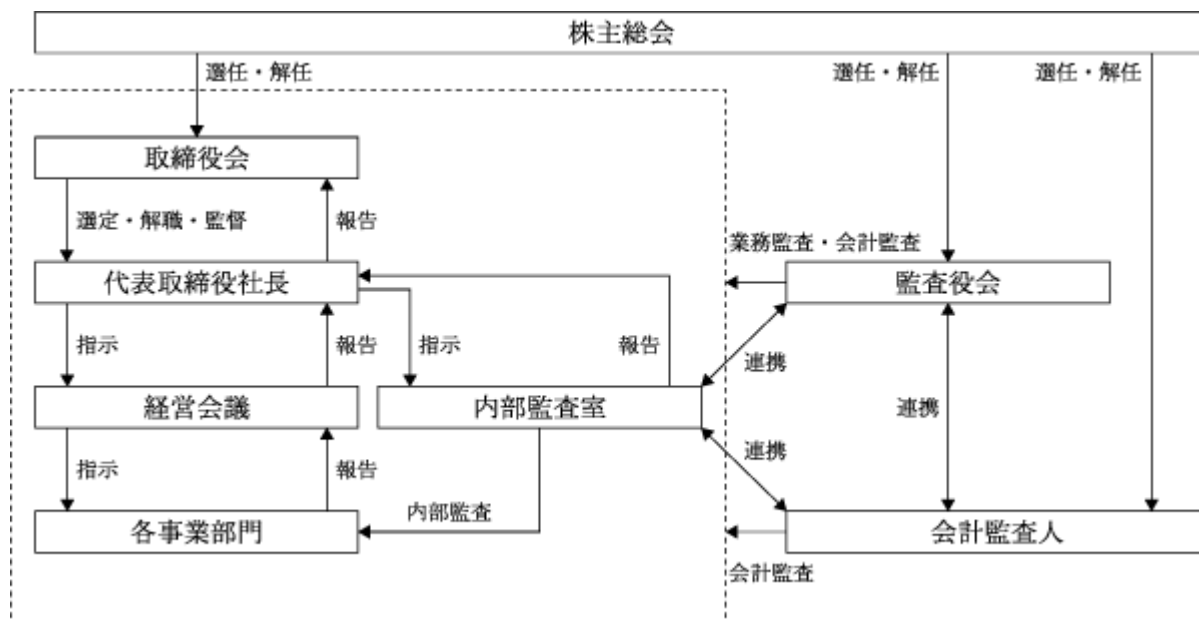 株主総会
選任・解任
選任・解任
選任・解任
取締役会
選定・解職・監督
報告
業務監査・会計監査
代表取締役社長
監査役会
指示
報告
指示
報告
連携
経営会議
内部監査室
連携
指示
報告
連携
内部監査
各事業部門
会計監査人
会計監査